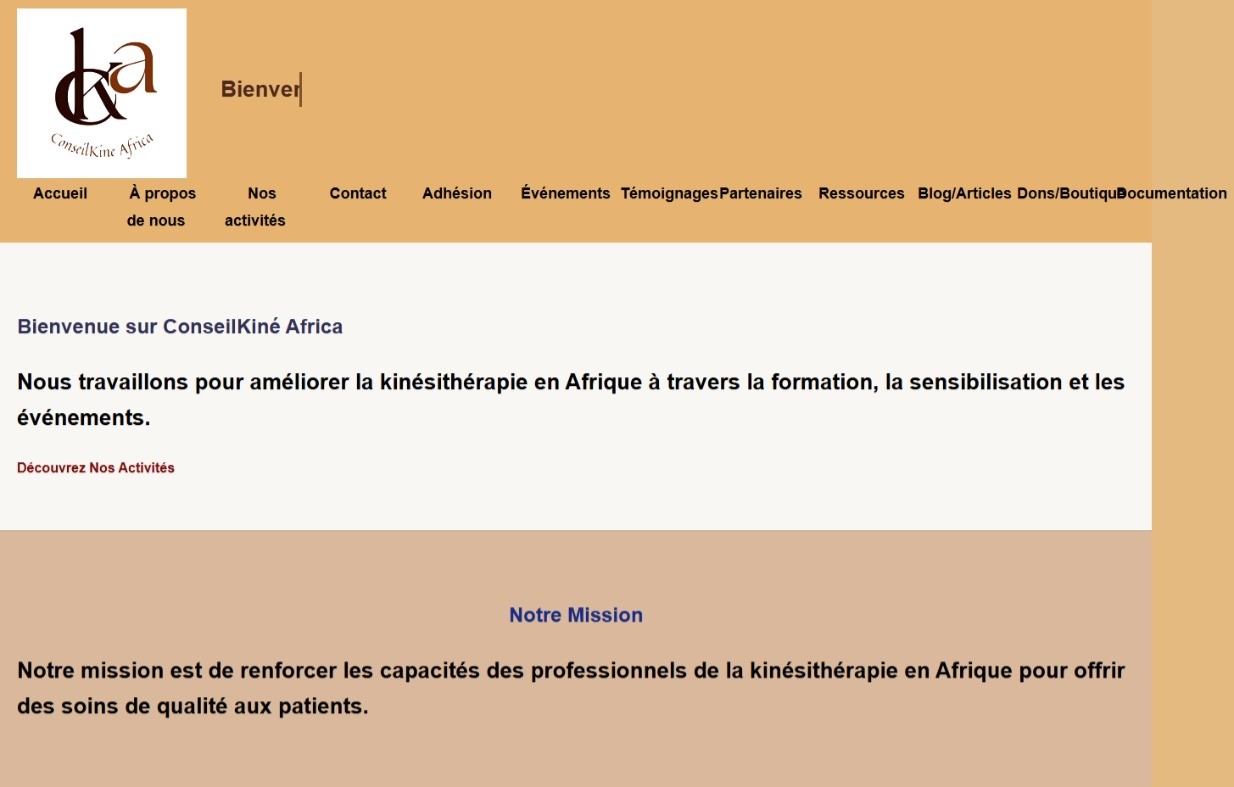 cka
ConseilKine Africa
Bienver
Accueil À propos de nous Nos activités Contact Adhésion Événements Témoignages Partenaires Ressources Blog/Articles Dons/Boutique Documentation
Bienvenue sur ConseilKiné Africa
Nous travaillons pour améliorer la kinésithérapie en Afrique à travers la formation, la sensibilisation et les
événements.
Découvrez Nos Activités
Notre Mission
Notre mission est de renforcer les capacités des professionnels de la kinésithérapie en Afrique pour offrir
des soins de qualité aux patients.